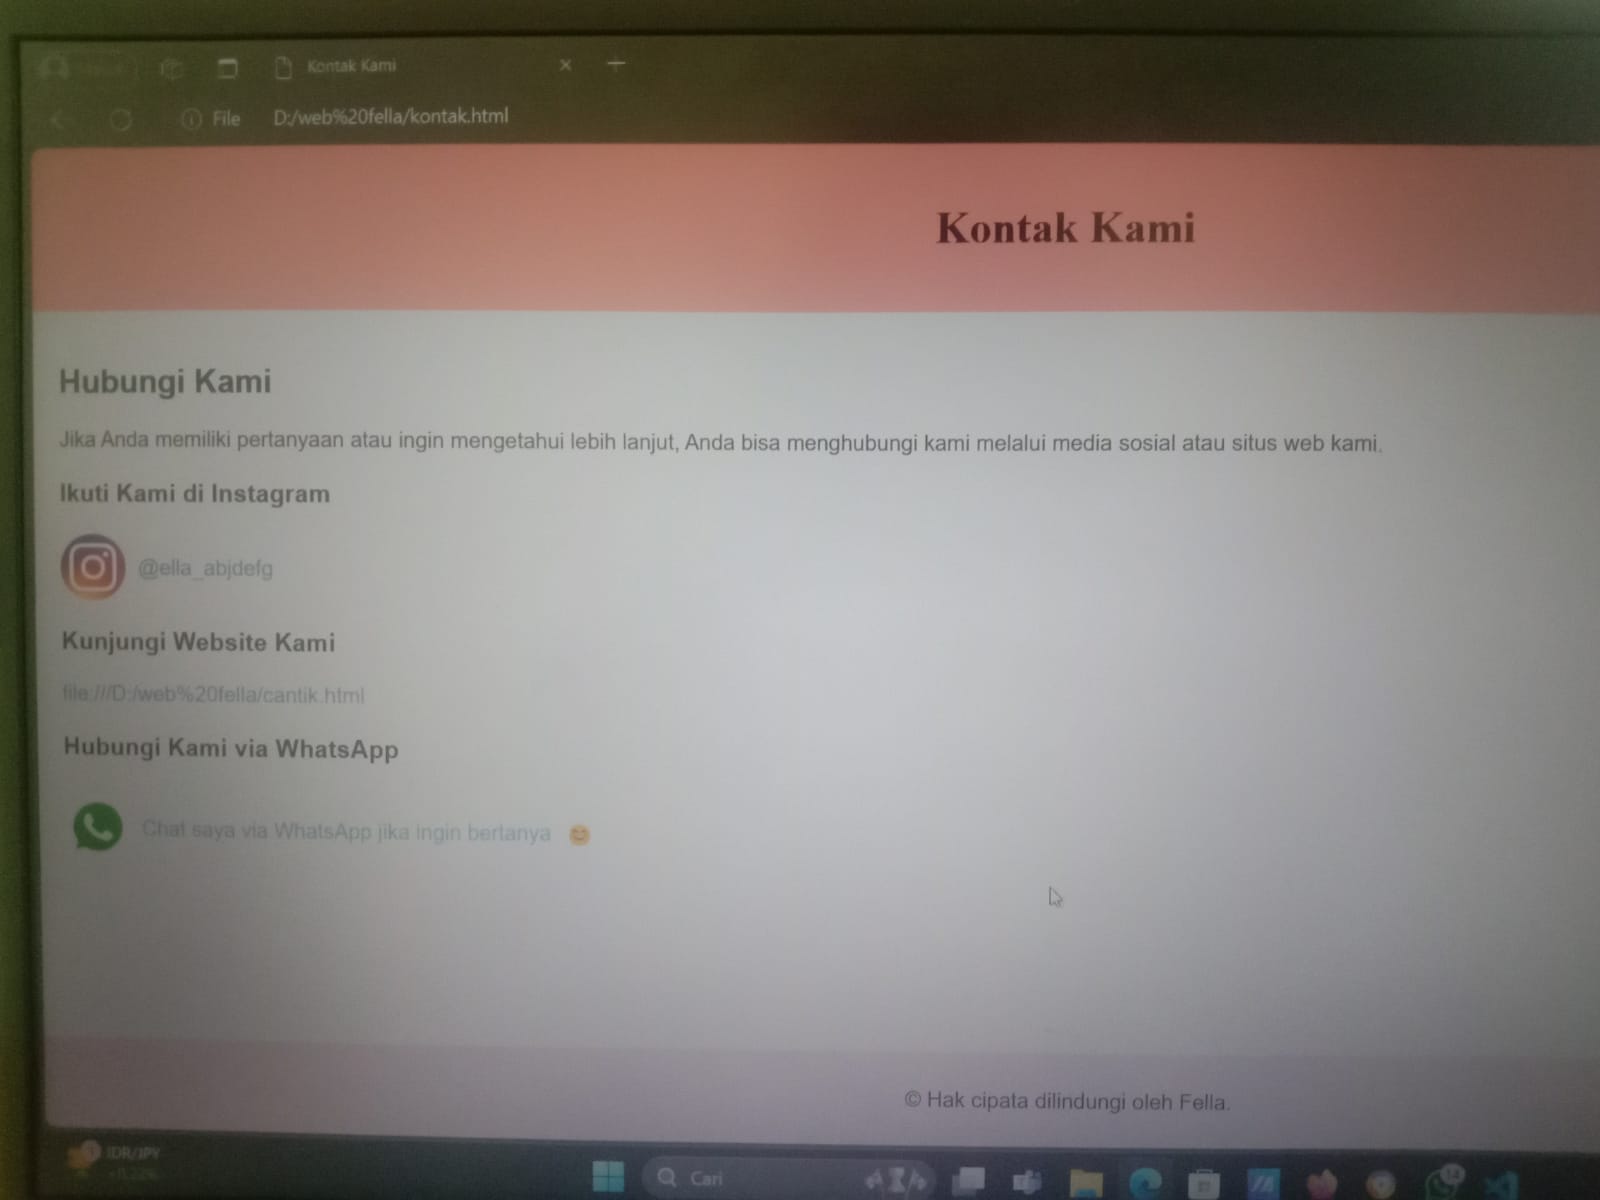 Kontak Kami
File D:/web%20fella/kontak.html
Kontak Kami
Hubungi Kami
Jika Anda memiliki pertanyaan atau ingin mengetahui lebih lanjut, Anda bisa menghubungi kami melalui media sosial atau situs web kami.
Ikuti Kami di Instagram
@ella_abjdefg
Kunjungi Website Kami
file:///D:/web%20fella/cantik.html
Hubungi Kami via WhatsApp
Chat saya via WhatsApp jika ingin bertanya 😊
© Hak cipata dilindungi oleh Fella.
IDR/JPY
Cari